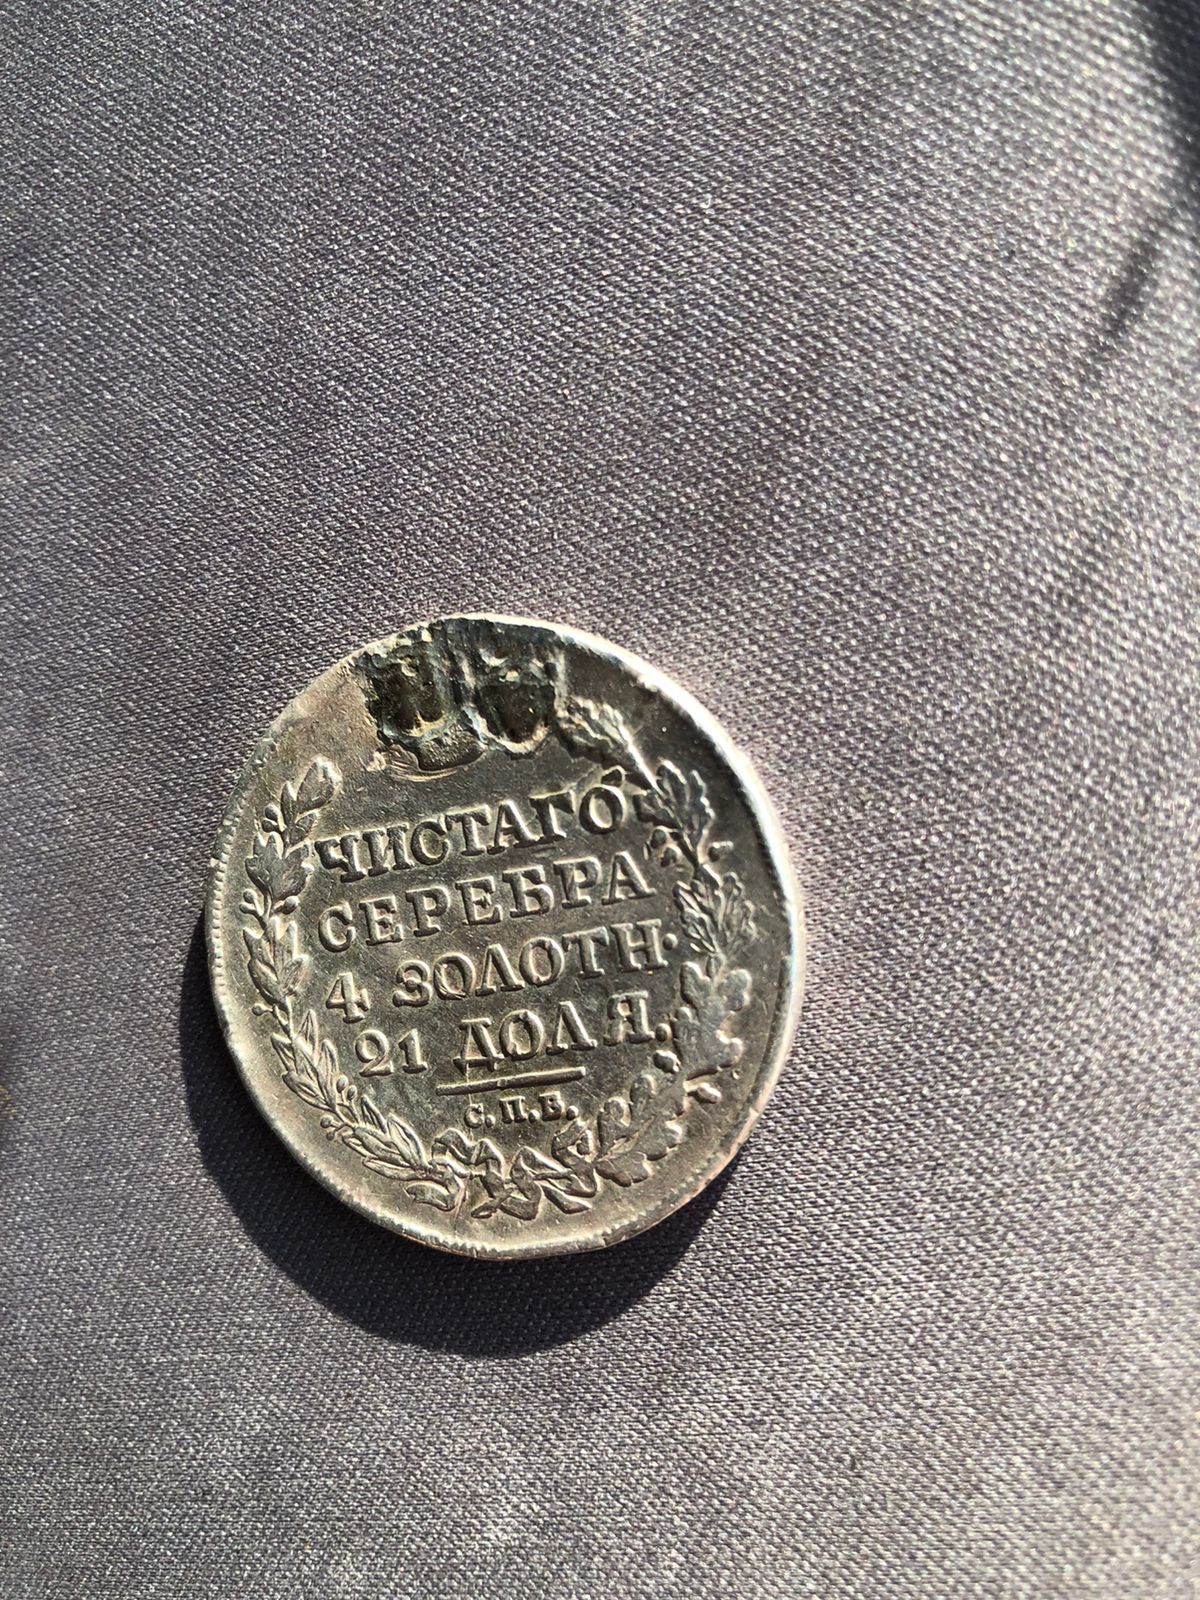 ЧИСТАГО
СЕРЕБРА
4 ЗОЛОТН·
21 ДОЛЯ.
С.П.Б.